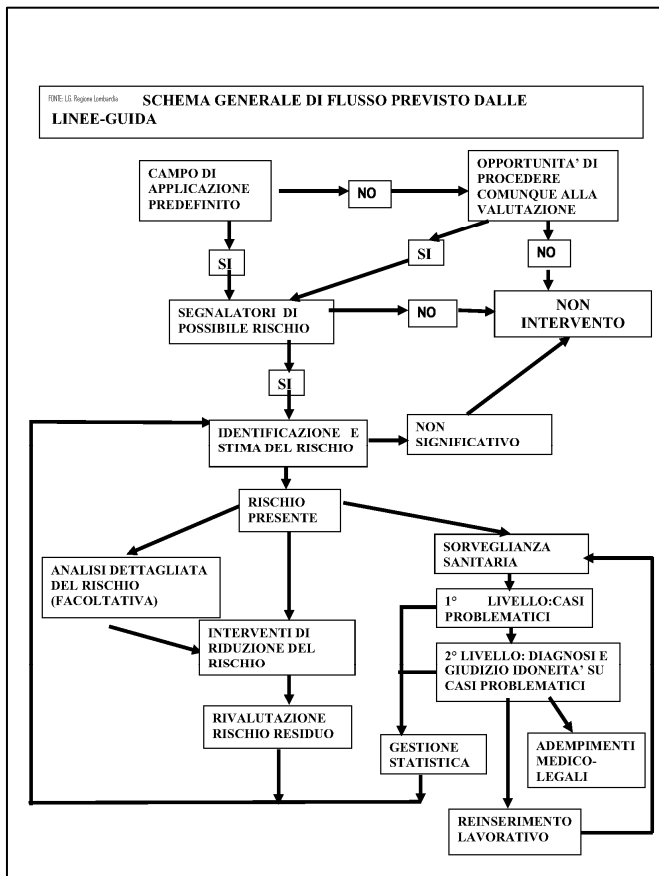 FONTE: L.G. Regione Lombardia SCHEMA GENERALE DI FLUSSO PREVISTO DALLE
LINEE-GUIDA
CAMPO DI
APPLICAZIONE
PREDEFINITO
NO
OPPORTUNITA' DI
PROCEDERE
COMUNQUE ALLA
VALUTAZIONE
SI
SI
NO
SEGNALATORI DI
POSSIBILE RISCHIO
NO
NON
INTERVENTO
SI
IDENTIFICAZIONE E
STIMA DEL RISCHIO
NON
SIGNIFICATIVO
RISCHIO
PRESENTE
SORVEGLIANZA
SANITARIA
ANALISI DETTAGLIATA
DEL RISCHIO
(FACOLTATIVA)
1° LIVELLO:CASI
PROBLEMATICI
INTERVENTI DI
RIDUZIONE DEL
RISCHIO
2° LIVELLO: DIAGNOSI E
GIUDIZIO IDONEITA' SU
CASI PROBLEMATICI
RIVALUTAZIONE
RISCHIO RESIDUO
GESTIONE
STATISTICA
ADEMPIMENTI
MEDICO-
LEGALI
REINSERIMENTO
LAVORATIVO